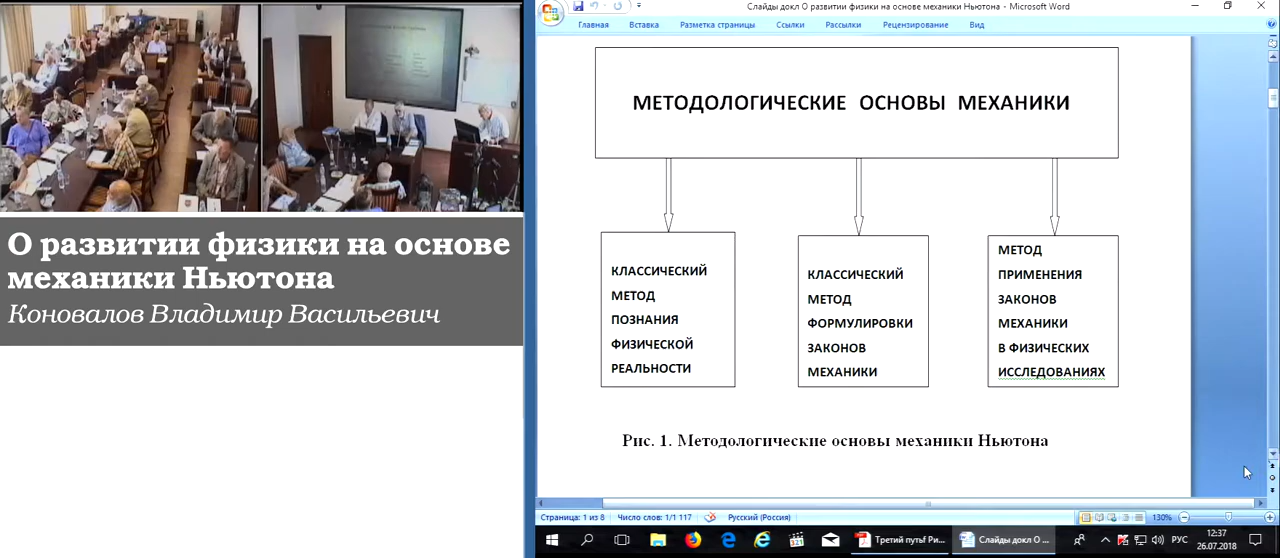 О развитии физики на основе
механики Ньютона
Коновалов Владимир Васильевич
Слайды докл О развитии физики на основе механики Ньютона - Microsoft Word
Главная Вставка Разметка страницы Ссылки Рассылки Рецензирование Вид
МЕТОДОЛОГИЧЕСКИЕ ОСНОВЫ МЕХАНИКИ
КЛАССИЧЕСКИЙ
МЕТОД
ПОЗНАНИЯ
ФИЗИЧЕСКОЙ
РЕАЛЬНОСТИ
КЛАССИЧЕСКИЙ
МЕТОД
ФОРМУЛИРОВКИ
ЗАКОНОВ
МЕХАНИКИ
МЕТОД
ПРИМЕНЕНИЯ
ЗАКОНОВ
МЕХАНИКИ
В ФИЗИЧЕСКИХ
ИССЛЕДОВАНИЯХ
Рис. 1. Методологические основы механики Ньютона
Страница: 1 из 8 Число слов: 1/1 117 Русский (Россия) 130%
Третий путь! Ри... Слайды докл О ... РУС 12:37
26.07.2018